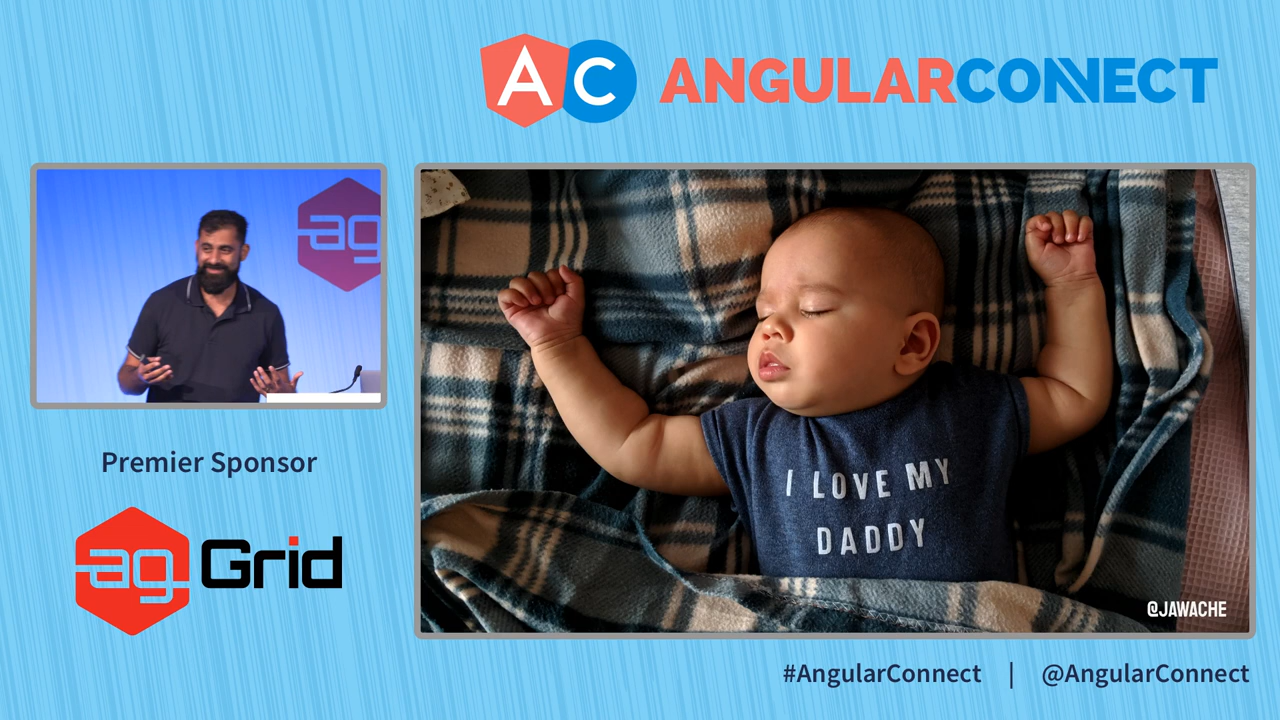 AC ANGULARCONNECT
ag
Premier Sponsor
ag Grid
I LOVE MY
DADDY
@JAWACHE
#AngularConnect | @AngularConnect